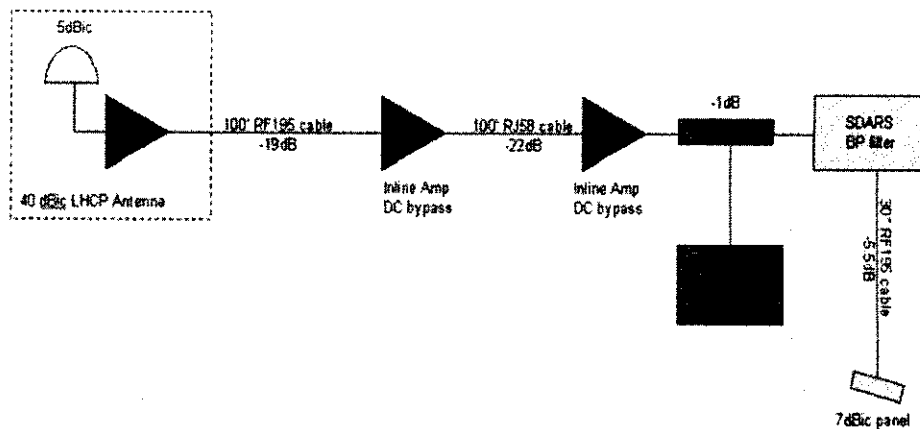 5dBic
40 dBic LHCP Antenna
100' RF195 cable
-19dB
Inline Amp
DC bypass
100' RJ58 cable
-22dB
Inline Amp
DC bypass
-1dB
SDARS
BP filter
30' RF195 cable
-5.5dB
7dBic panel